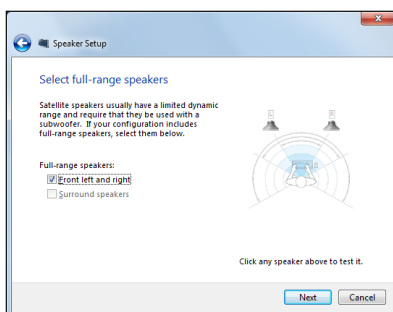 Speaker Setup
Select full-range speakers
Satellite speakers usually have a limited dynamic
range and require that they be used with a
subwoofer. If your configuration includes
full-range speakers, select them below.
Full-range speakers:
Front left and right
Surround speakers
L R
Click any speaker above to test it.
Next Cancel